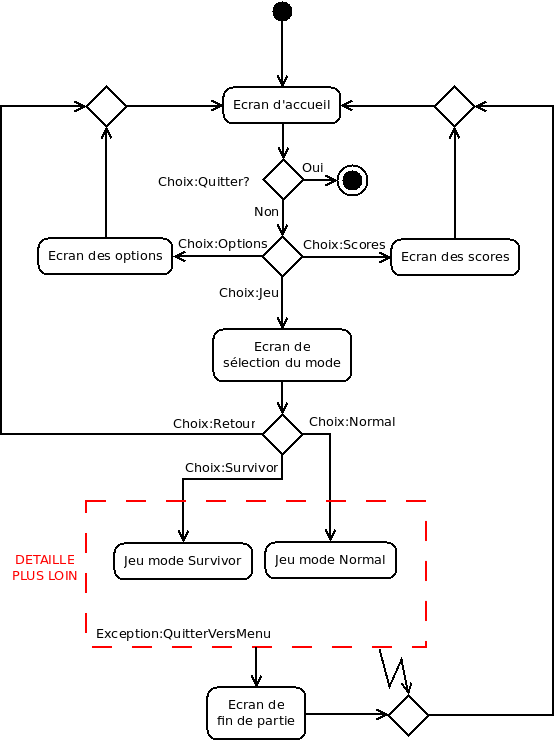 Ecran d'accueil
Oui
Choix:Quitter?
Non
Choix:Options
Choix:Scores
Ecran des options
Ecran des scores
Choix:Jeu
Ecran de
sélection du mode
Choix:Retour
Choix:Normal
Choix:Survivor
Jeu mode Survivor
Jeu mode Normal
DETAILLE
PLUS LOIN
Exception:QuitterVersMenu
Ecran de
fin de partie